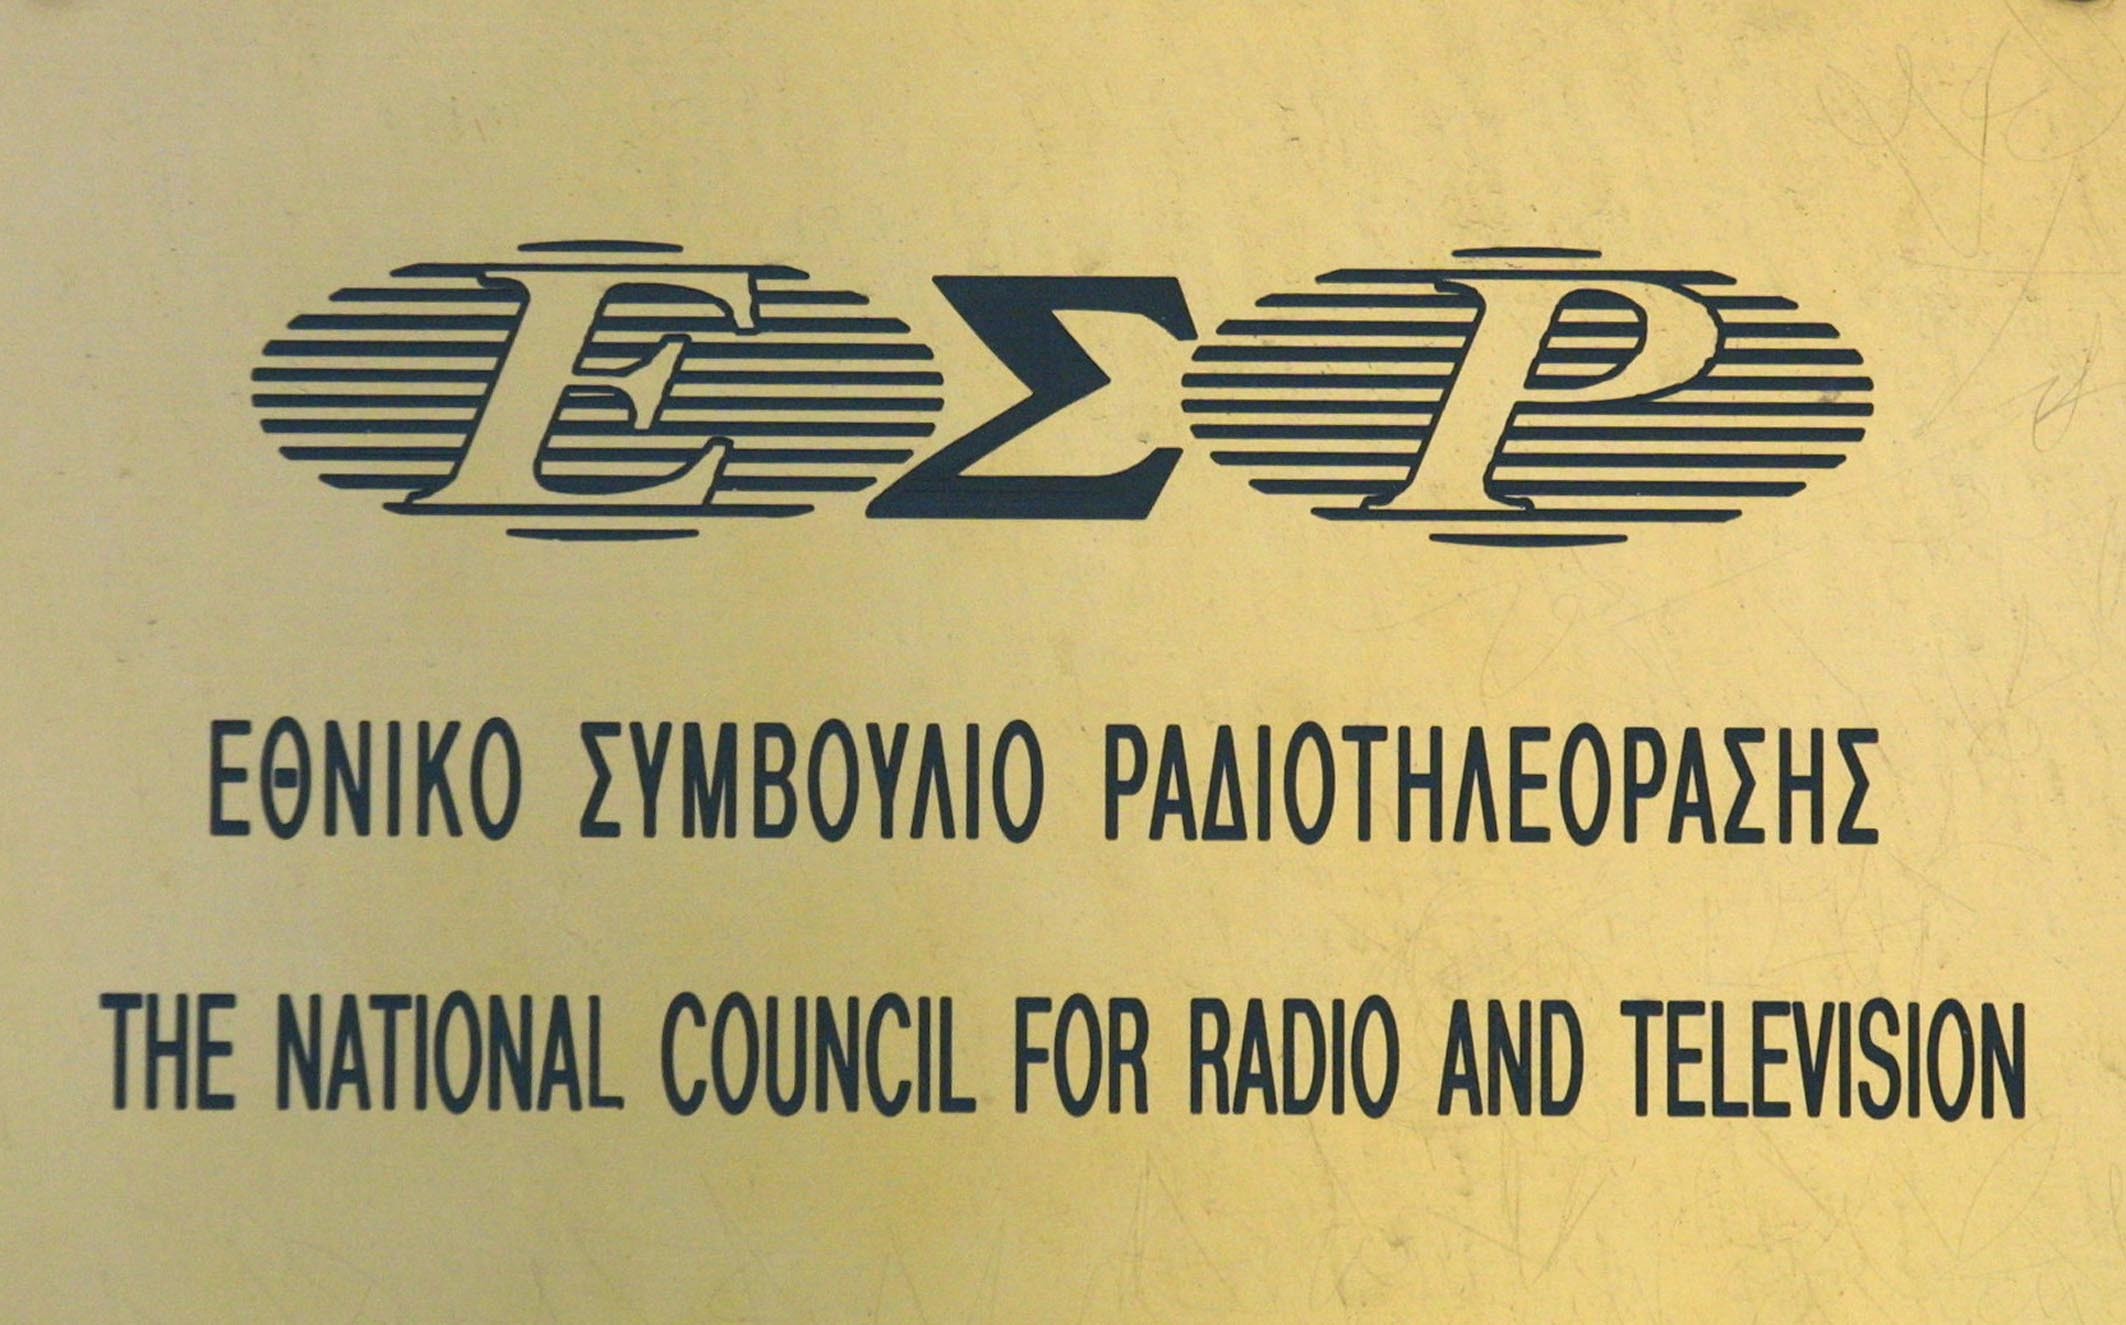 ΕΣΡ
ΕΘΝΙΚΟ ΣΥΜΒΟΥΛΙΟ ΡΑΔΙΟΤΗΛΕΟΡΑΣΗΣ
THE NATIONAL COUNCIL FOR RADIO AND TELEVISION